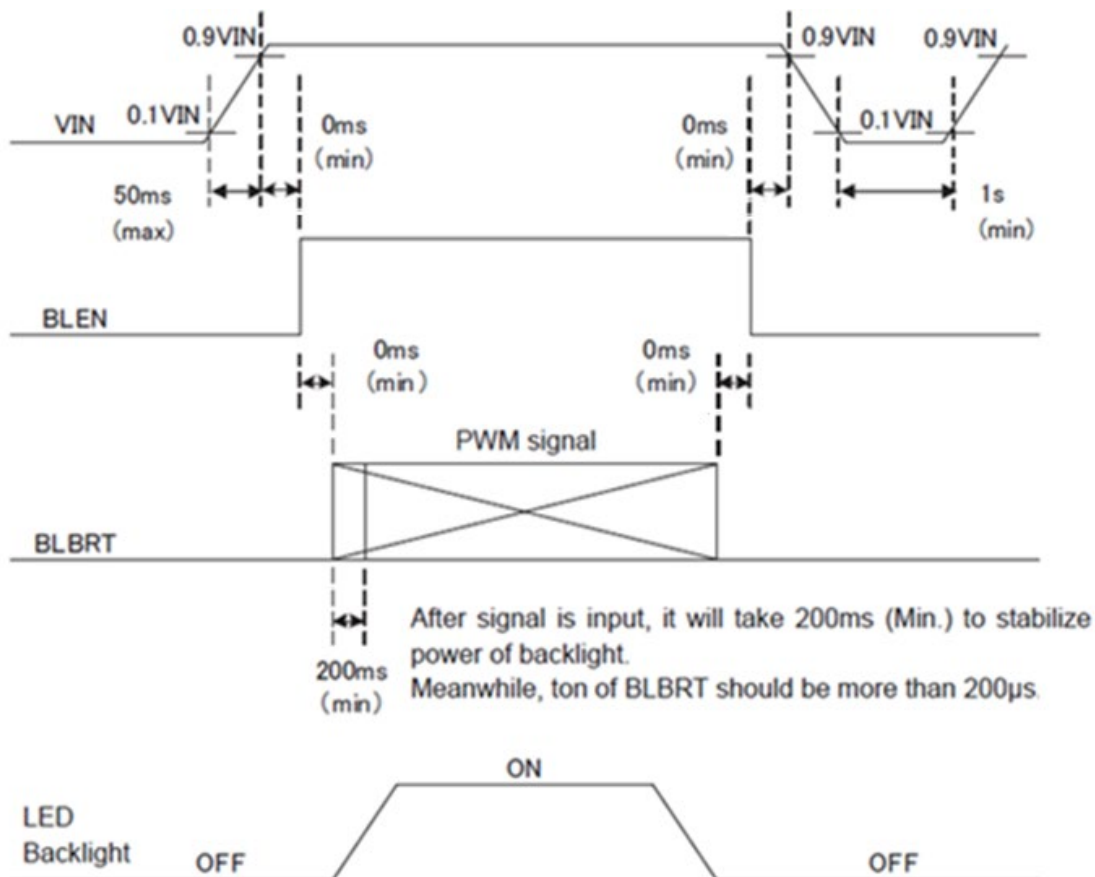 0.9VIN
0.9VIN
0.9VIN
VIN
0.1VIN
0ms
(min)
0ms
(min)
0.1VIN
50ms
(max)
1s
(min)
BLEN
0ms
(min)
0ms
(min)
PWM signal
BLBRT
200ms
(min)
After signal is input, it will take 200ms (Min.) to stabilize
power of backlight.
Meanwhile, ton of BLBRT should be more than 200μs.
ON
LED
Backlight
OFF
OFF